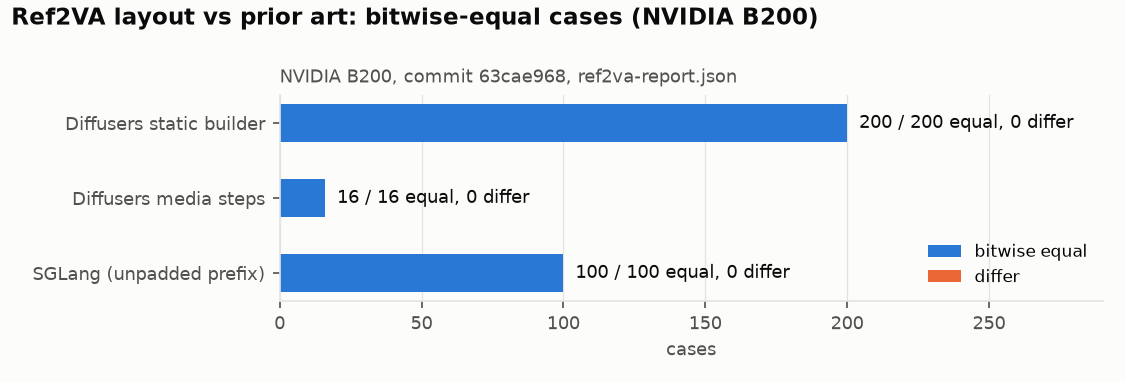 Ref2VA layout vs prior art: bitwise-equal cases (NVIDIA B200)
NVIDIA B200, commit 63cae968, ref2va-report.json
Diffusers static builder
200 / 200 equal, 0 differ
Diffusers media steps
16 / 16 equal, 0 differ
SGLang (unpadded prefix)
100 / 100 equal, 0 differ
bitwise equal
differ
0 50 100 150 200 250
cases